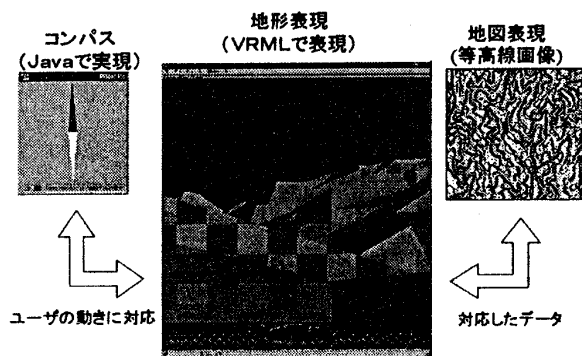 コンパス
(Javaで実現)
地形表現
(VRMLで表現)
地図表現
(等高線画像)
ユーザの動きに対応
対応したデータ